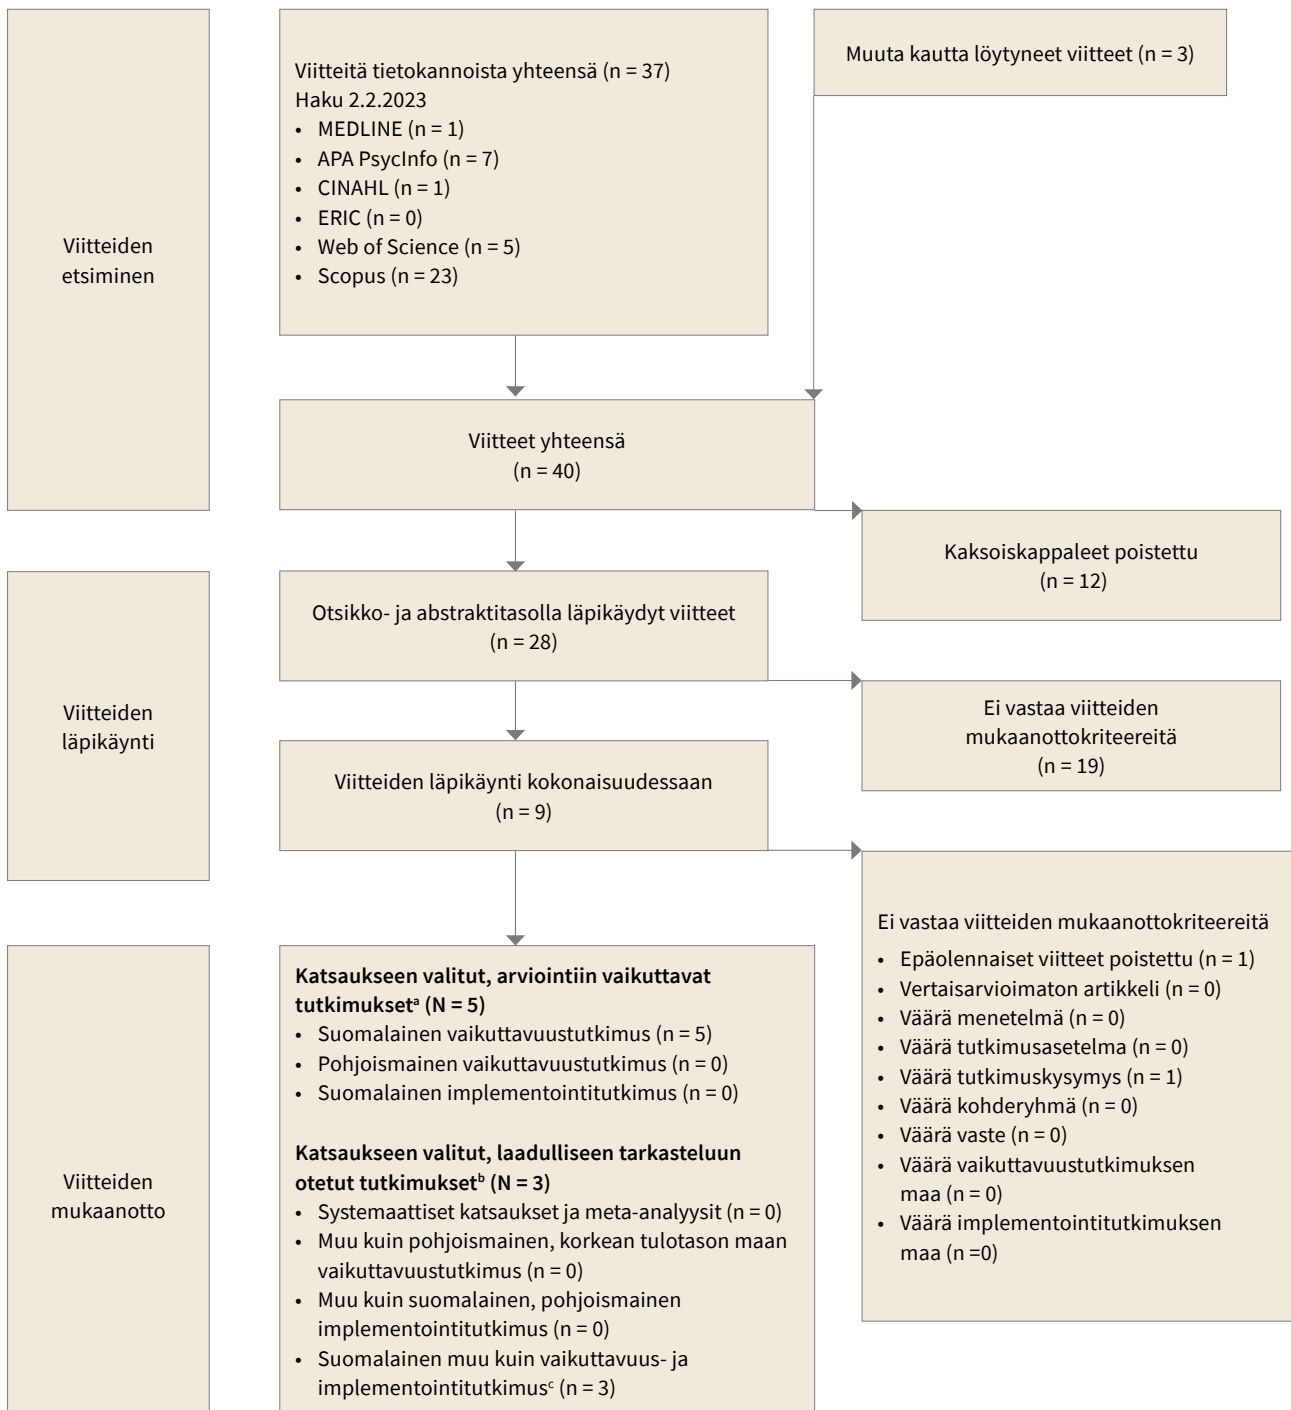 Viitteiden
etsiminen
Viitteitä tietokannoista yhteensä (n = 37)
Haku 2.2.2023
• MEDLINE (n = 1)
• APA PsycInfo (n = 7)
• CINAHL (n = 1)
• ERIC (n = 0)
• Web of Science (n = 5)
• Scopus (n = 23)
Muuta kautta löytyneet viitteet (n = 3)
Viitteet yhteensä
(n = 40)
Kaksoiskappaleet poistettu
(n = 12)
Viitteiden
läpikäynti
Otsikko- ja abstraktitasolla läpikäydyt viitteet
(n = 28)
Ei vastaa viitteiden
mukaanottokriteereitä
(n = 19)
Viitteiden läpikäynti kokonaisuudessaan
(n = 9)
Ei vastaa viitteiden mukaanottokriteereitä
• Epäolennaiset viitteet poistettu (n = 1)
• Vertaisarvioimaton artikkeli (n = 0)
• Väärä menetelmä (n = 0)
• Väärä tutkimusasetelma (n = 0)
• Väärä tutkimuskysymys (n = 1)
• Väärä kohderyhmä (n = 0)
• Väärä vaste (n = 0)
• Väärä vaikuttavuustutkimuksen
maa (n = 0)
• Väärä implementointitutkimuksen
maa (n =0)
Viitteiden
mukaanotto
Katsaukseen valitut, arviointiin vaikuttavat
tutkimuksetᵃ (N = 5)
• Suomalainen vaikuttavuustutkimus (n = 5)
• Pohjoismainen vaikuttavuustutkimus (n = 0)
• Suomalainen implementointitutkimus (n = 0)
Katsaukseen valitut, laadulliseen tarkasteluun
otetut tutkimuksetᵇ (N = 3)
• Systemaattiset katsaukset ja meta-analyysit (n = 0)
• Muu kuin pohjoismainen, korkean tulotason maan
vaikuttavuustutkimus (n = 0)
• Muu kuin suomalainen, pohjoismainen
implementointitutkimus (n = 0)
• Suomalainen muu kuin vaikuttavuus- ja
implementointitutkimusᶜ (n = 3)